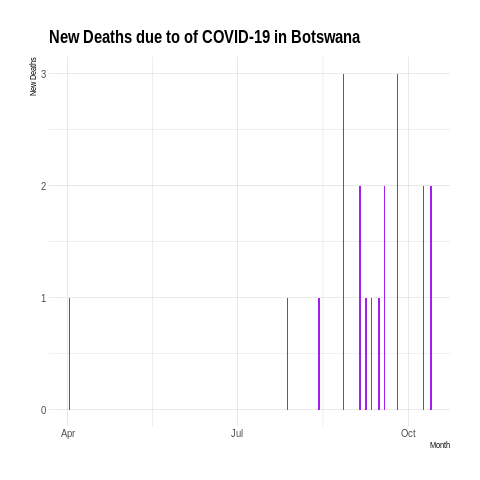 New Deaths due to of COVID-19 in Botswana
New Deaths
3
2
1
0
Apr
Jul
Oct
Month